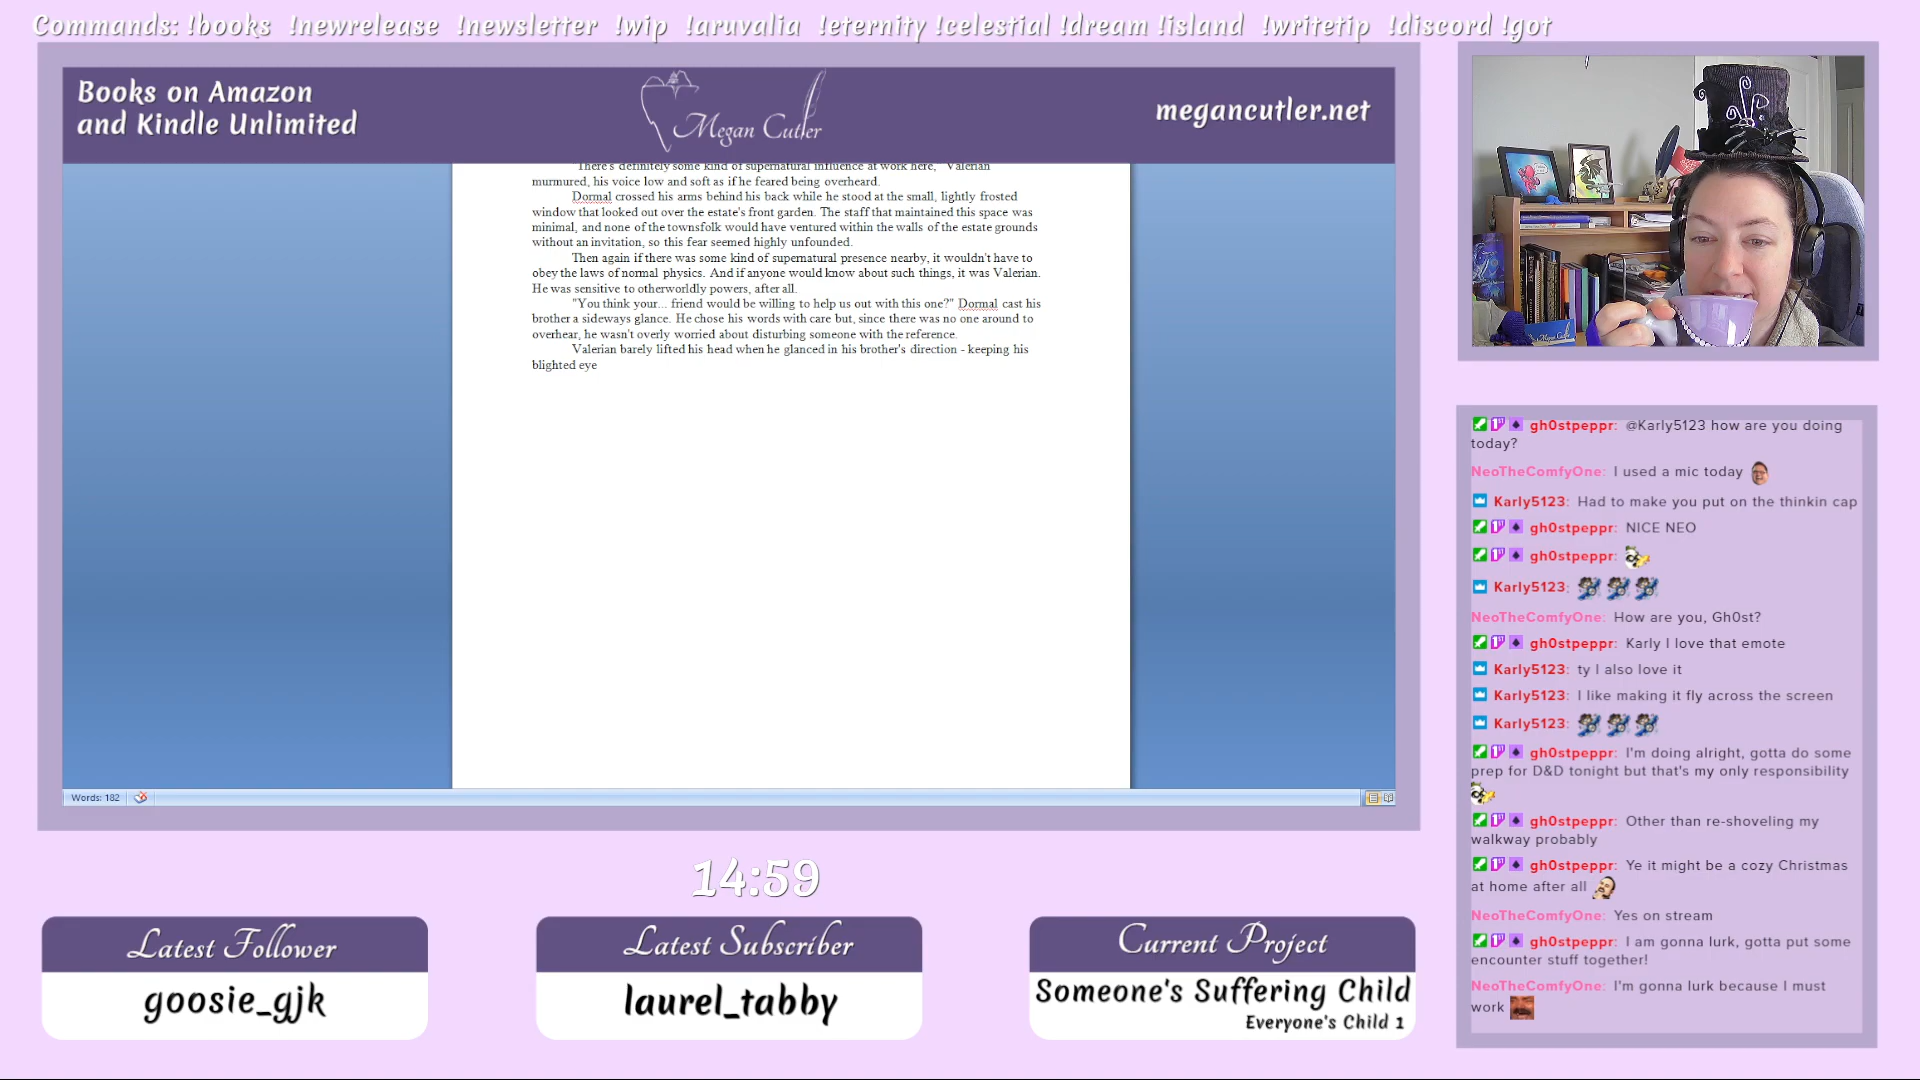 Commands: !books !newrelease !newsletter !wip !aruvalia !eternity !celestial !dream !island !writetip !discord !got
Books on Amazon
and Kindle Unlimited
Megan Cutler
megancutler.net
"There's definitely some kind of supernatural influence at work here," Valerian
murmured, his voice low and soft as if he feared being overheard.
Dormal crossed his arms behind his back while he stood at the small, lightly frosted
window that looked out over the estate's front garden. The staff that maintained this space was
minimal, and none of the townsfolk would have ventured within the walls of the estate grounds
without an invitation, so this fear seemed highly unfounded.
Then again if there was some kind of supernatural presence nearby, it wouldn't have to
obey the laws of normal physics. And if anyone would know about such things, it was Valerian.
He was sensitive to otherworldly powers, after all.
"You think your... friend would be willing to help us out with this one?" Dormal cast his
brother a sideways glance. He chose his words with care but, since there was no one around to
overhear, he wasn't overly worried about disturbing someone with the reference.
Valerian barely lifted his head when he glanced in his brother's direction - keeping his
blighted eye
Words: 182
14:59
Latest Follower
goosie_gjk
Latest Subscriber
laurel_tabby
Current Project
Someone's Suffering Child
Everyone's Child 1
gh0stpeppr: @Karly5123 how are you doing
today?
NeoTheComfyOne: I used a mic today
Karly5123: Had to make you put on the thinkin cap
gh0stpeppr: NICE NEO
gh0stpeppr:
Karly5123:
NeoTheComfyOne: How are you, Gh0st?
gh0stpeppr: Karly I love that emote
Karly5123: ty I also love it
Karly5123: I like making it fly across the screen
Karly5123:
gh0stpeppr: I'm doing alright, gotta do some
prep for D&D tonight but that's my only responsibility
gh0stpeppr: Other than re-shoveling my
walkway probably
gh0stpeppr: Ye it might be a cozy Christmas
at home after all
NeoTheComfyOne: Yes on stream
gh0stpeppr: I am gonna lurk, gotta put some
encounter stuff together!
NeoTheComfyOne: I'm gonna lurk because I must
work